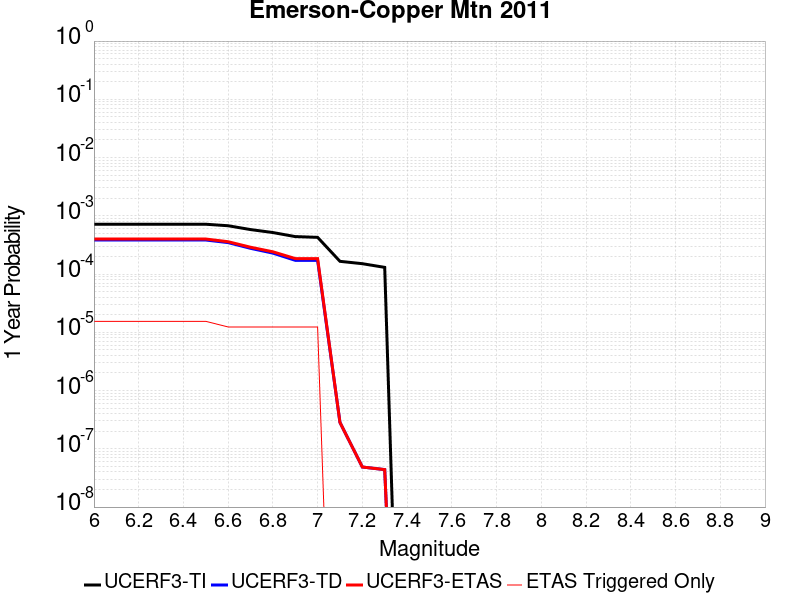 Emerson-Copper Mtn 2011
10^0
10^-1
10^-2
10^-3
10^-4
10^-5
10^-6
10^-7
10^-8
1 Year Probability
6 6.2 6.4 6.6 6.8 7 7.2 7.4 7.6 7.8 8 8.2 8.4 8.6 8.8 9
Magnitude
UCERF3-TI UCERF3-TD UCERF3-ETAS ETAS Triggered Only